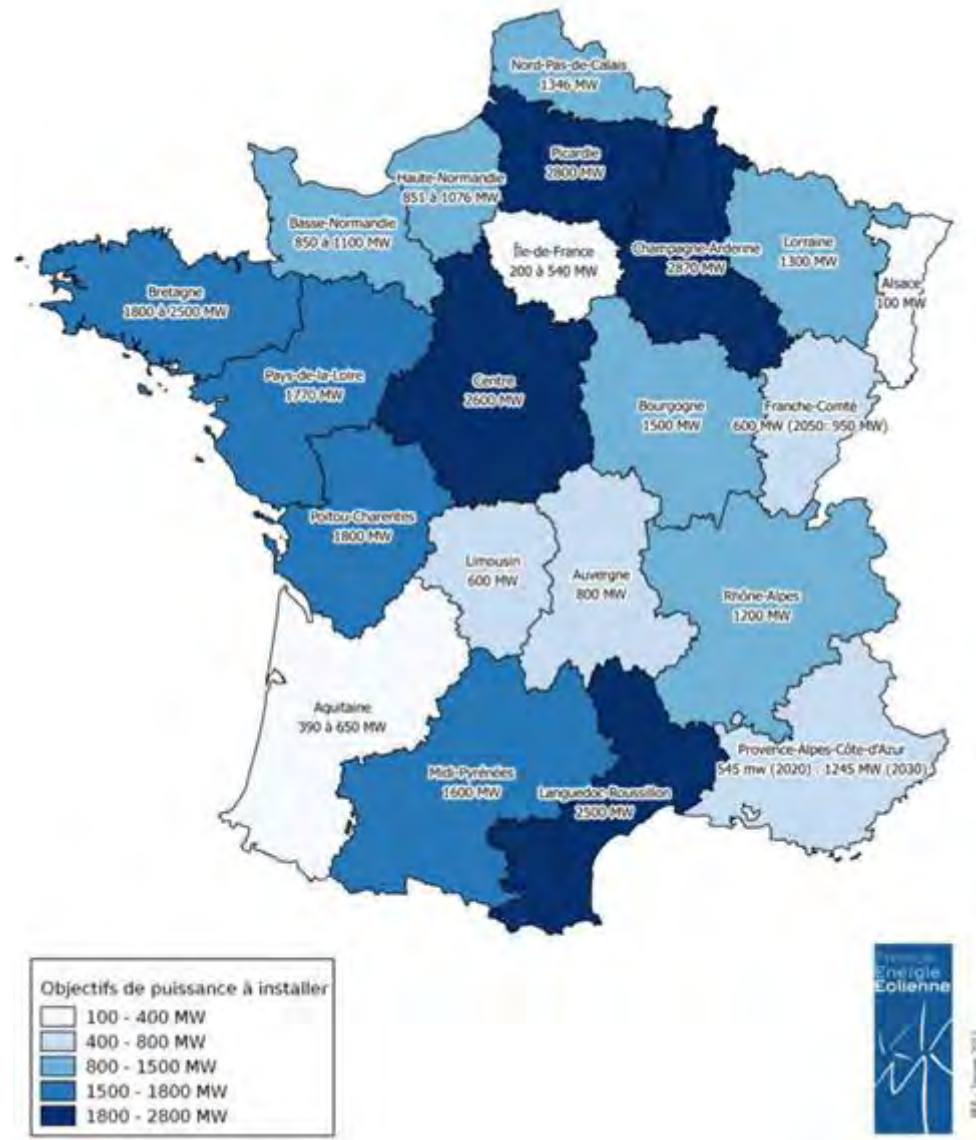 Nord-Pas-de-Calais
1346 MW
Picardie
2800 MW
Haute-Normandie
851 à 1076 MW
Basse-Normandie
850 à 1100 MW
Île-de-France
200 à 540 MW
Champagne-Ardenne
2870 MW
Lorraine
1300 MW
Alsace
100 MW
Bretagne
1800 à 2500 MW
Pays-de-la-Loire
1770 MW
Centre
2600 MW
Bourgogne
1500 MW
Franche-Comté
600 MW (2050: 950 MW)
Poitou-Charentes
1800 MW
Limousin
600 MW
Auvergne
800 MW
Rhône-Alpes
1200 MW
Aquitaine
390 à 650 MW
Midi-Pyrénées
1600 MW
Languedoc-Roussillon
2500 MW
Provence-Alpes-Côte-d'Azur
545 mw (2020) : 1245 MW (2030)
Objectifs de puissance à installer
100 - 400 MW
400 - 800 MW
800 - 1500 MW
1500 - 1800 MW
1800 - 2800 MW
Énergie
Eolienne